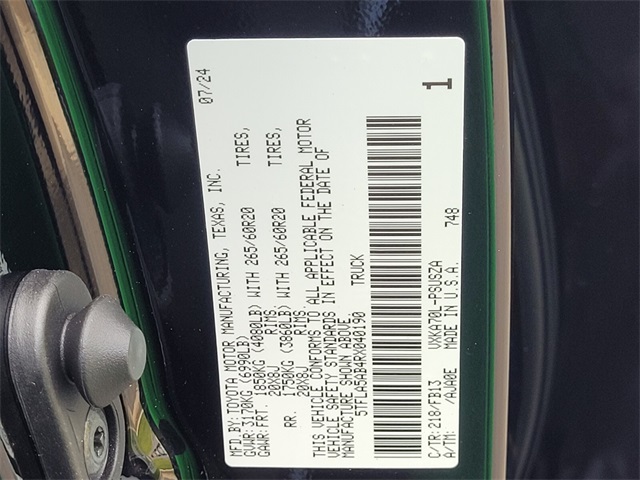 MFD.BY:TOYOTA MOTOR MANUFACTURING, TEXAS, INC. 07/24
GVWR:3170KG(6990LB)
GAWR:FRT. 1850KG(4080LB)WITH 265/60R20 TIRES,
20X8J RIMS.
RR. 1750KG(3860LB)WITH 265/60R20 TIRES,
20X8J RIMS.
THIS VEHICLE CONFORMS TO ALL APPLICABLE FEDERAL MOTOR
VEHICLE SAFETY STANDARDS IN EFFECT ON THE DATE OF
MANUFACTURE SHOWN ABOVE.
5TFLA5AB4RX040190 TRUCK
C/TR:218/FB13 VXKA70L-PSUSZA 1
A/TM: /AJA0E MADE IN U.S.A. 748